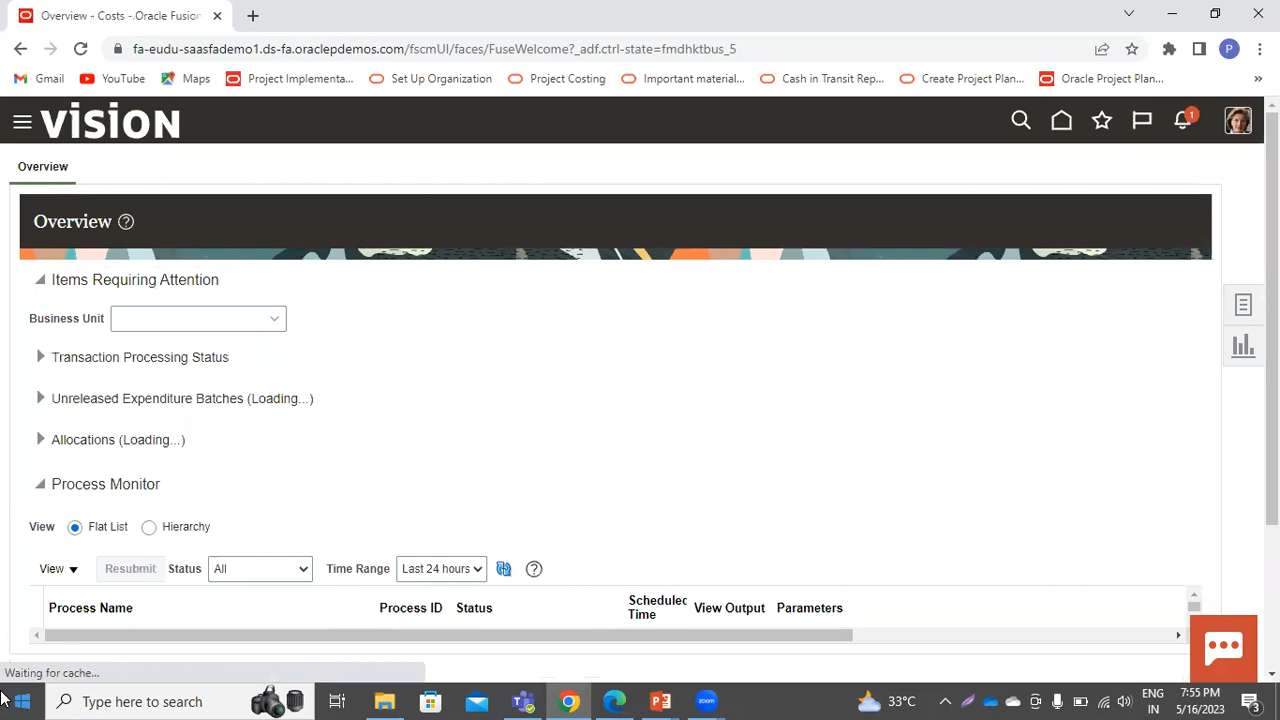 Overview - Costs - Oracle Fusion
fa-eudu-saasfademo1.ds-fa.oraclepdemos.com/fscmUI/faces/FuseWelcome?_adf.ctrl-state=fmdhktbus_5
P
Gmail YouTube Maps Project Implementa... Set Up Organization Project Costing Important material... Cash in Transit Rep... Create Project Plan... Oracle Project Plan... »
VISION
1
Overview
Overview ?
Items Requiring Attention
Business Unit
Transaction Processing Status
Unreleased Expenditure Batches (Loading...)
Allocations (Loading...)
Process Monitor
View Flat List Hierarchy
View Resubmit Status All Time Range Last 24 hours ?
Process Name Process ID Status Scheduled Time View Output Parameters
Waiting for cache...
Type here to search
zoom
33°C
ENG
IN
7:55 PM
5/16/2023
3